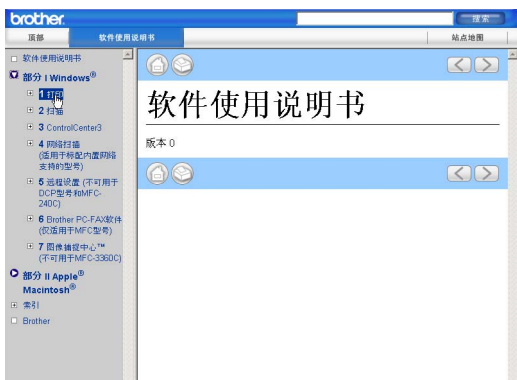 brother.
搜索
顶部
软件使用说明书
站点地图
软件使用说明书
部分 I Windows®
1 打印
2 扫描
3 ControlCenter3
4 网络扫描
(适用于标配内置网络
支持的型号)
5 远程设置 (不可用于
DCP型号和MFC-
240C)
6 Brother PC-FAX软件
(仅适用于MFC型号)
7 图像捕捉中心™
(不可用于MFC-3360C)
部分 II Apple®
Macintosh®
索引
Brother
软件使用说明书
版本 0